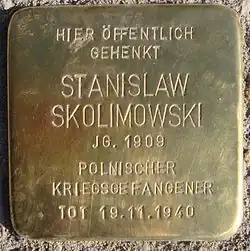 HIER ÖFFENTLICH
GEHENKT
STANISLAW
SKOLIMOWSKI
JG. 1909
POLNISCHER
KRIEGSGEFANGENER
TOT 19.11.1940